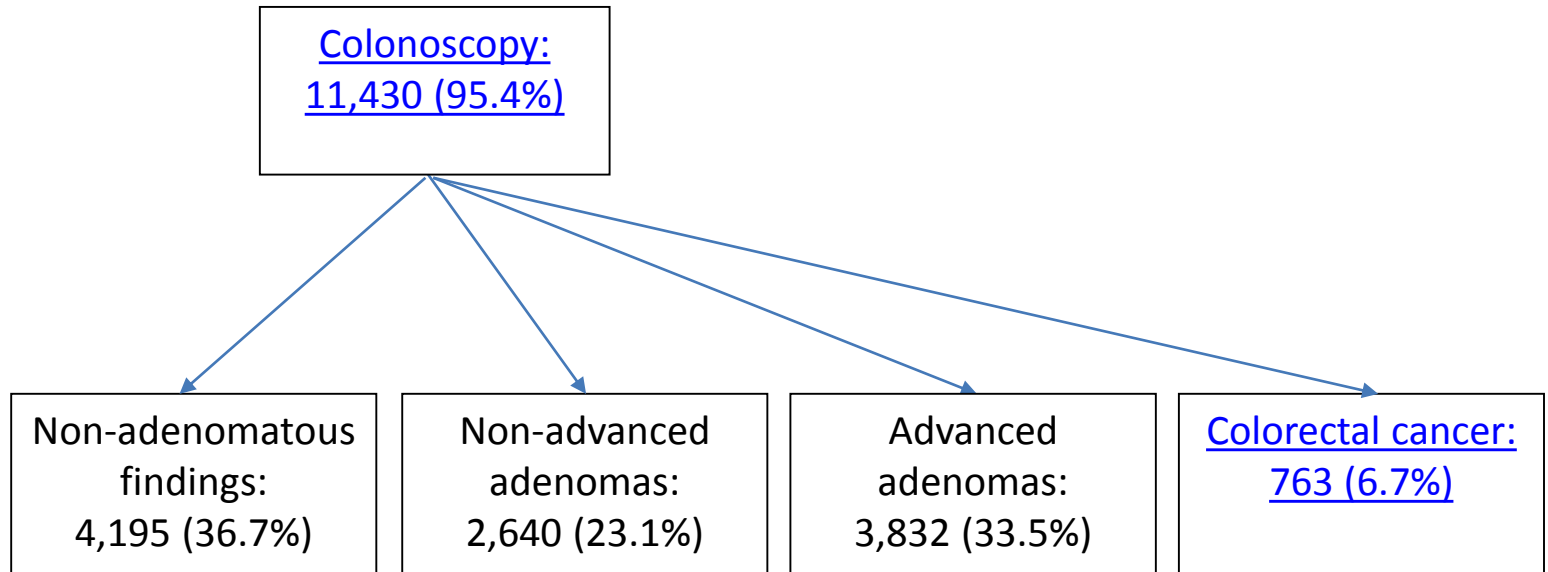 Colonoscopy:
11,430 (95.4%)
Non-adenomatous
findings:
4,195 (36.7%)
Non-advanced
adenomas:
2,640 (23.1%)
Advanced
adenomas:
3,832 (33.5%)
Colorectal cancer:
763 (6.7%)